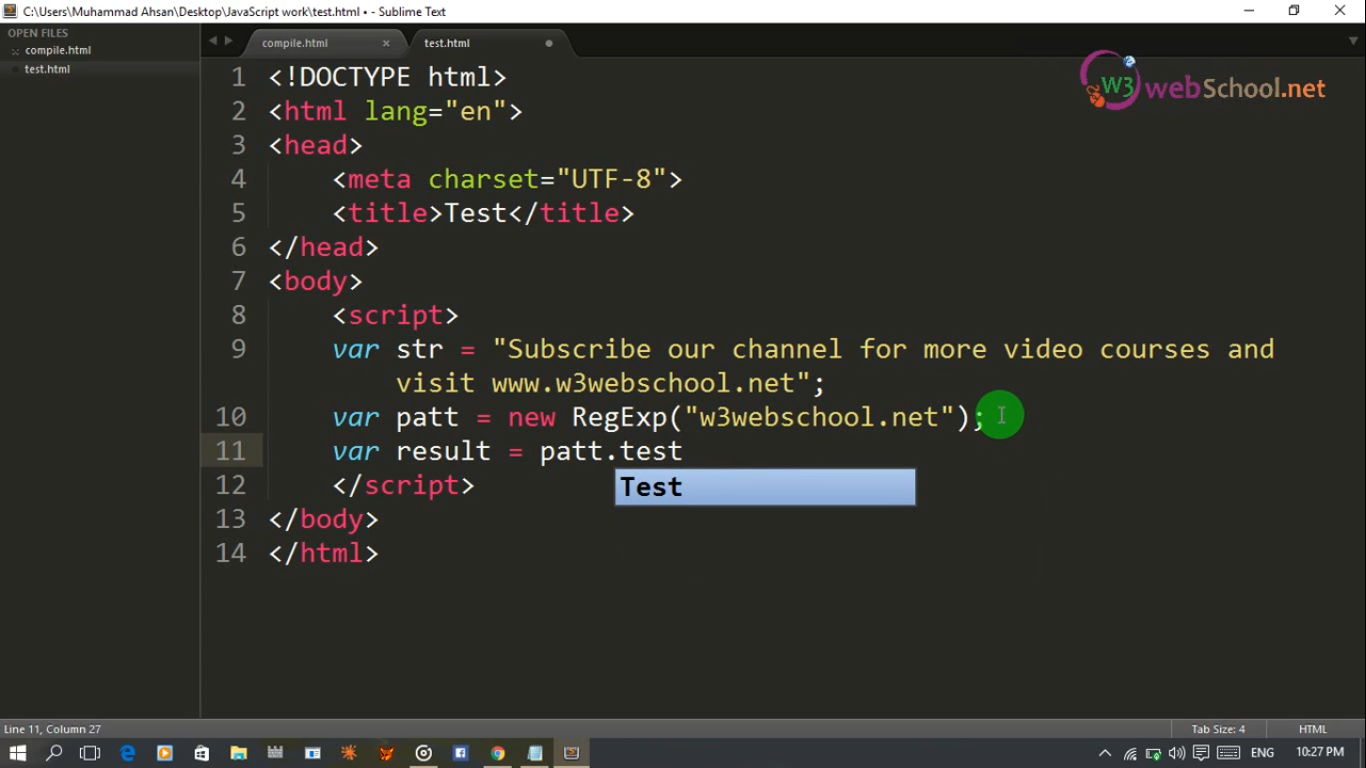 C:\Users\Muhammad Ahsan\Desktop\JavaScript work\test.html • - Sublime Text
OPEN FILES
compile.html
test.html
compile.html × test.html
W3 webSchool.net
1 <!DOCTYPE html>
2 <html lang="en">
3 <head>
4 <meta charset="UTF-8">
5 <title>Test</title>
6 </head>
7 <body>
8 <script>
9 var str = "Subscribe our channel for more video courses and
visit www.w3webschool.net";
10 var patt = new RegExp("w3webschool.net");
11 var result = patt.test
Test
12 </script>
13 </body>
14 </html>
Line 11, Column 27
Tab Size: 4
HTML
ENG
10:27 PM